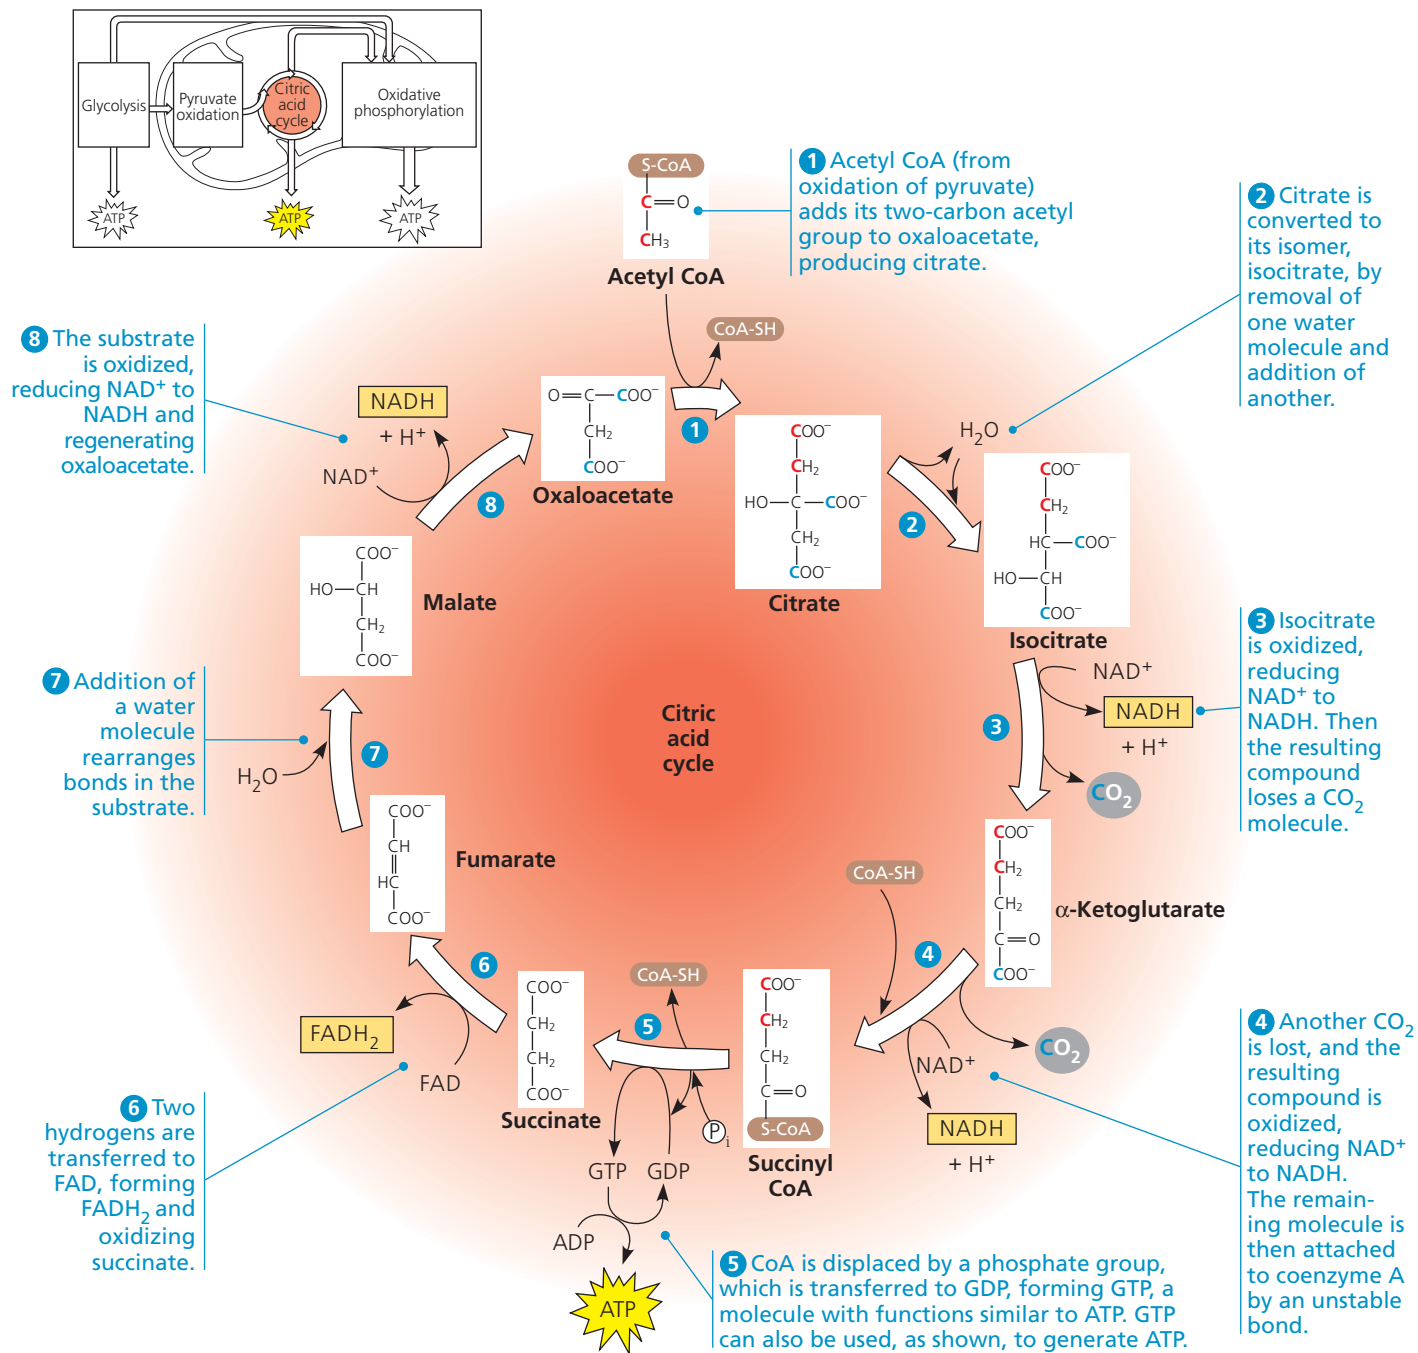 Glycolysis
Pyruvate
oxidation
Citric
acid
cycle
Oxidative
phosphorylation
ATP
ATP
ATP
S-CoA
C=O
CH₃
Acetyl CoA
1 Acetyl CoA (from
oxidation of pyruvate)
adds its two-carbon acetyl
group to oxaloacetate,
producing citrate.
2 Citrate is
converted to
its isomer,
isocitrate, by
removal of
one water
molecule and
addition of
another.
CoA-SH
1
O=C—COO⁻
CH₂
COO⁻
Oxaloacetate
COO⁻
CH₂
HO—C—COO⁻
CH₂
COO⁻
Citrate
H₂O
2
COO⁻
CH₂
HC—COO⁻
HO—CH
COO⁻
Isocitrate
8 The substrate
is oxidized,
reducing NAD⁺ to
NADH and
regenerating
oxaloacetate.
NADH
+ H⁺
NAD⁺
8
COO⁻
HO—CH
CH₂
COO⁻
Malate
3 Isocitrate
is oxidized,
reducing
NAD⁺ to
NADH. Then
the resulting
compound
loses a CO₂
molecule.
NAD⁺
NADH
+ H⁺
3
CO₂
7 Addition of
a water
molecule
rearranges
bonds in the
substrate.
H₂O
7
Citric
acid
cycle
COO⁻
CH
HC
COO⁻
Fumarate
COO⁻
CH₂
CH₂
C=O
COO⁻
α-Ketoglutarate
CoA-SH
4
CO₂
NAD⁺
NADH
+ H⁺
4 Another CO₂
is lost, and the
resulting
compound is
oxidized,
reducing NAD⁺
to NADH.
The remain-
ing molecule is
then attached
to coenzyme A
by an unstable
bond.
COO⁻
CH₂
CH₂
C=O
S-CoA
Succinyl
CoA
CoA-SH
5
Pi
GTP
GDP
ADP
ATP
5 CoA is displaced by a phosphate group,
which is transferred to GDP, forming GTP, a
molecule with functions similar to ATP. GTP
can also be used, as shown, to generate ATP.
COO⁻
CH₂
CH₂
COO⁻
Succinate
6
FADH₂
FAD
6 Two
hydrogens are
transferred to
FAD, forming
FADH₂ and
oxidizing
succinate.